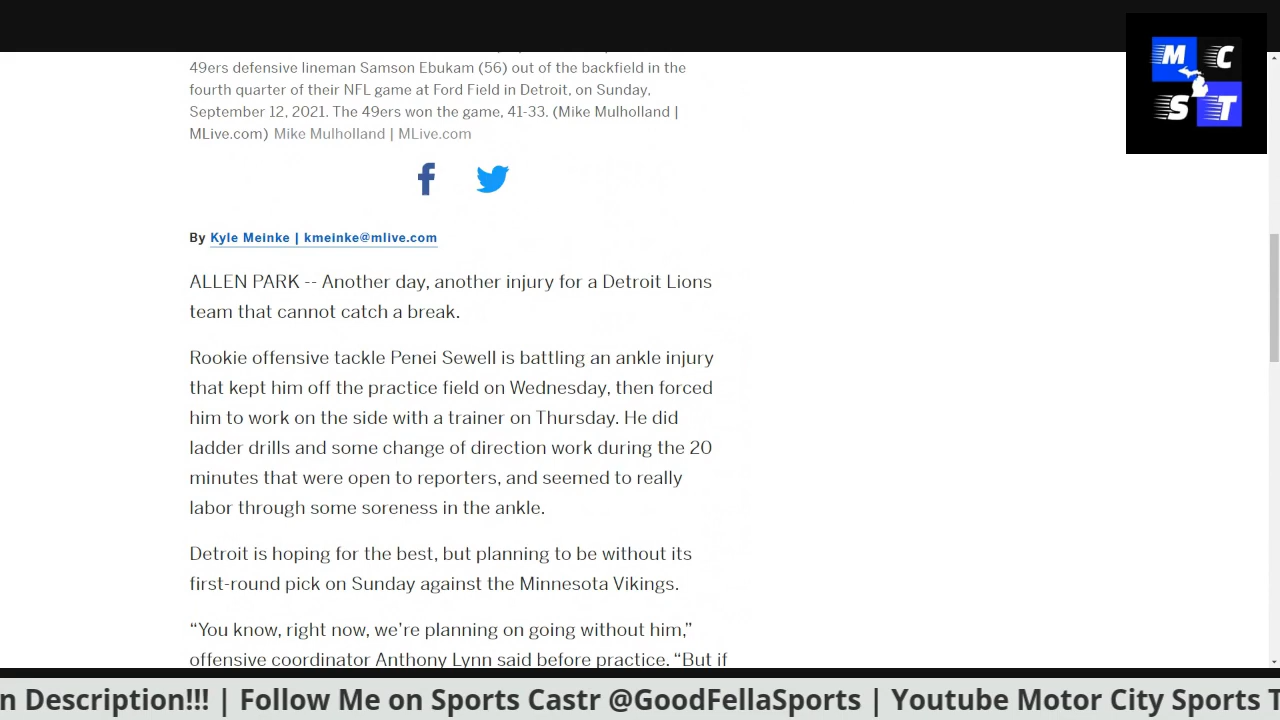 49ers defensive lineman Samson (56) of the backfield in the
fourth quarter of their NFL game at Ford Field in Detroit, on Sunday,
September 12, 2021. The 49ers won the game, (Mike Mulholland |
MLive.com) Mike Mulholland | MLive.com
By Kyle Meinke | kmeinke@mlive.com
ALLEN PARK -- Another day, another injury for a Detroit Lions
team that cannot catch a break.
Rookie offensive tackle Penei Sewell is battling an ankle injury
that kept him off the practice field on Wednesday, then forced
him to work on the side with a trainer on Thursday. He did
ladder drills and some change of direction work during the 20
minutes that were open to reporters, and seemed to really
labor through some soreness in the ankle.
Detroit is hoping for the best, but planning to be without its
first-round pick on Sunday against the Minnesota Vikings.
“You know, right now, we’re planning on going without him,”
offensive coordinator Anthony Lynn said before practice. “But if
n Description!!! | Follow Me on Sports Castr @GoodFellaSports | Youtube Motor City Sports T
M C
S T